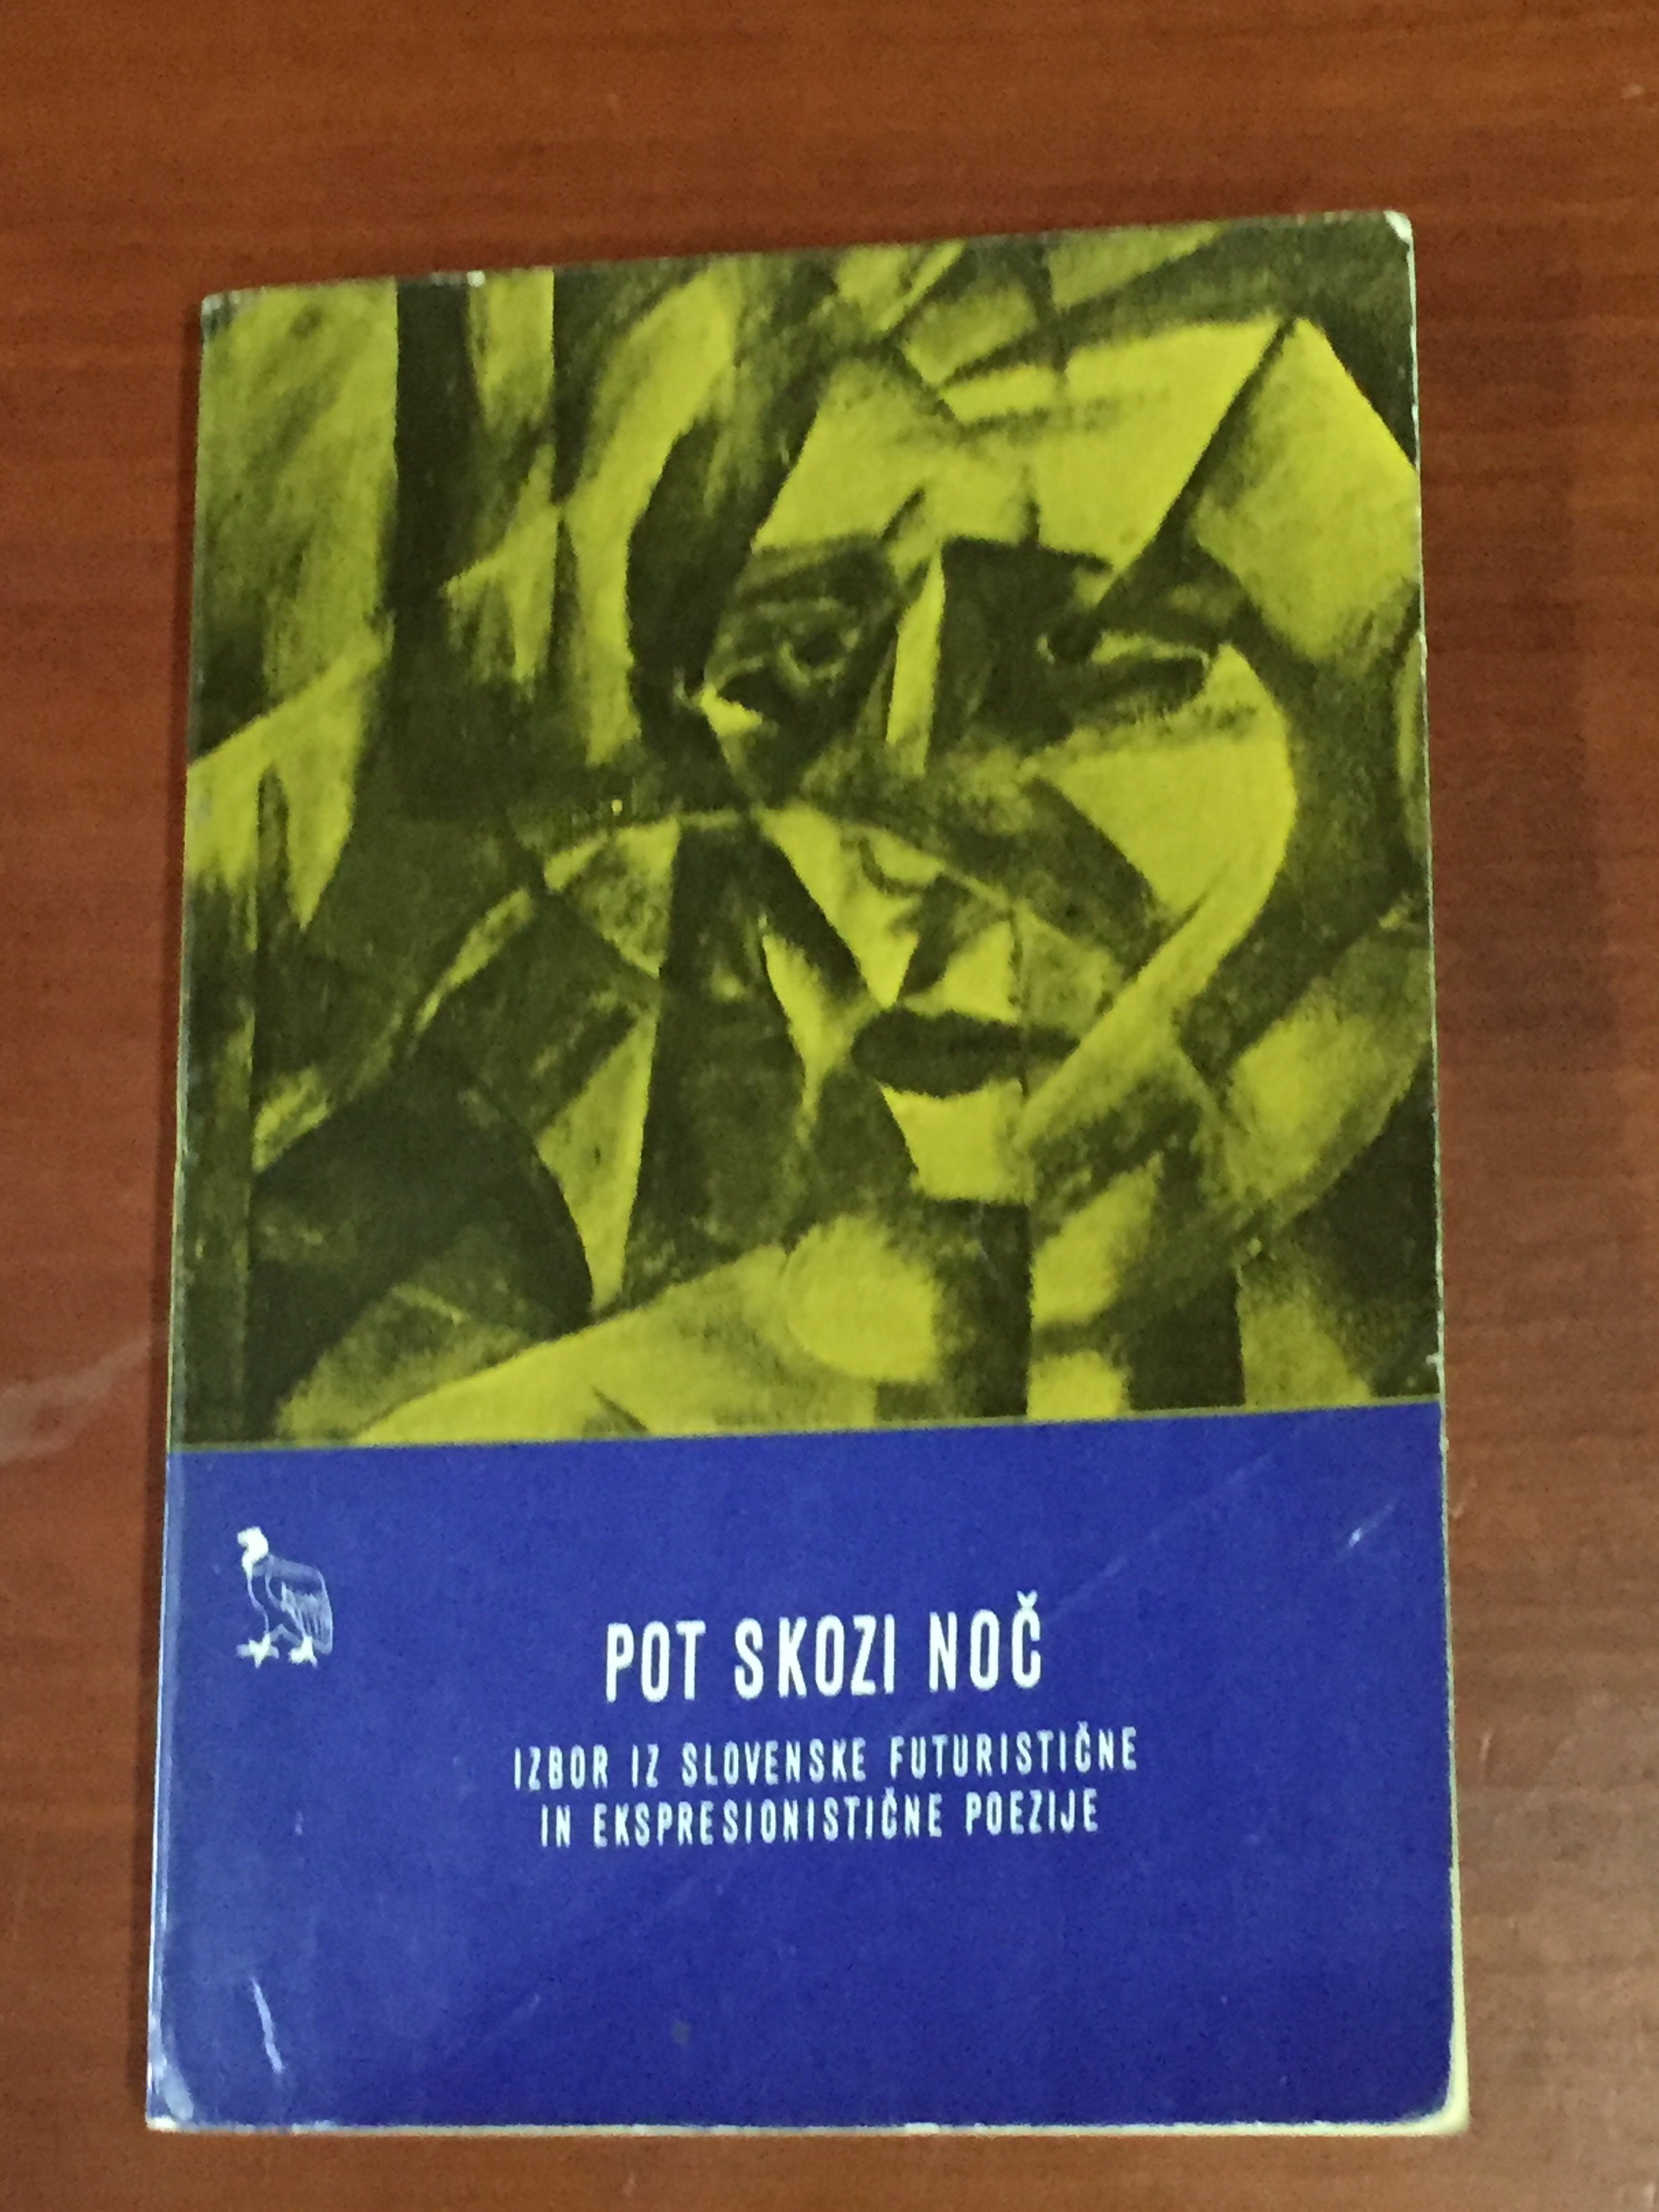 POT SKOZI NOČ
IZBOR IZ SLOVENSKE FUTURISTIČNE
IN EKSPRESIONISTIČNE POEZIJE